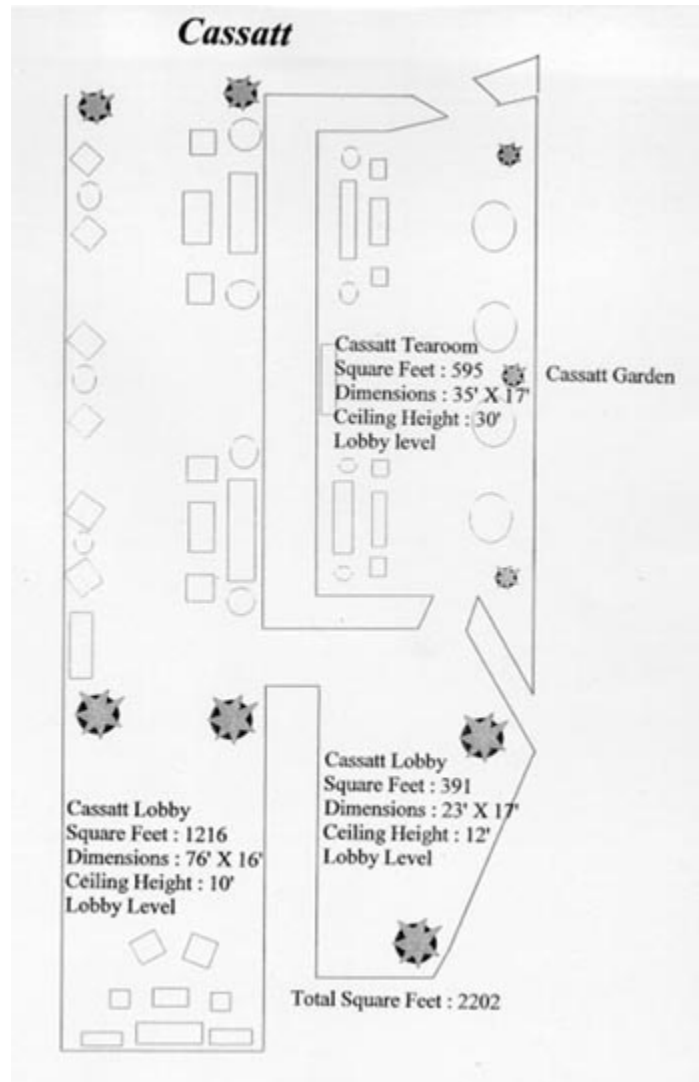 Cassatt
Cassatt Tearoom
Square Feet : 595
Dimensions : 35' X 17'
Ceiling Height : 30'
Lobby level
Cassatt Garden
Cassatt Lobby
Square Feet : 391
Dimensions : 23' X 17'
Ceiling Height : 12'
Lobby Level
Cassatt Lobby
Square Feet : 1216
Dimensions : 76' X 16'
Ceiling Height : 10'
Lobby Level
Total Square Feet : 2202